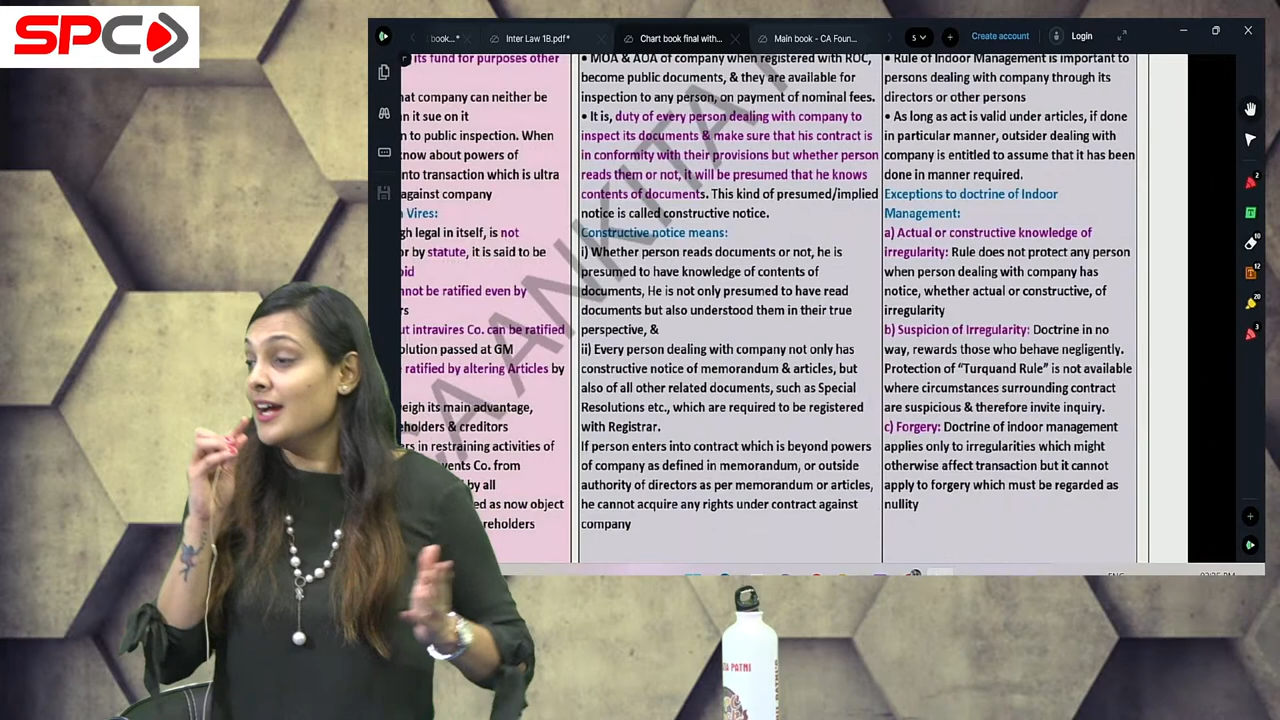 SPC
book...*
Inter Law 1B.pdf*
Chart book final with...
Main book - CA Foun...
5
Create account
Login
its fund for purposes other
hat company can neither be
n it sue on it
n to public inspection. When
know about powers of
nto transaction which is ultra
against company
Vires:
gh legal in itself, is not
or by statute, it is said to be
oid
nnot be ratified even by
rs
ut intravires Co. can be ratified
olution passed at GM
ratified by altering Articles by
eigh its main advantage,
eholders & creditors
ers in restraining activities of
vents Co. from
by all
ed as now object
reholders
• MOA & AOA of company when registered with ROC,
become public documents, & they are available for
inspection to any person, on payment of nominal fees.
• It is, duty of every person dealing with company to
inspect its documents & make sure that his contract is
in conformity with their provisions but whether person
reads them or not, it will be presumed that he knows
contents of documents. This kind of presumed/implied
notice is called constructive notice.
Constructive notice means:
i) Whether person reads documents or not, he is
presumed to have knowledge of contents of
documents, He is not only presumed to have read
documents but also understood them in their true
perspective, &
ii) Every person dealing with company not only has
constructive notice of memorandum & articles, but
also of all other related documents, such as Special
Resolutions etc., which are required to be registered
with Registrar.
If person enters into contract which is beyond powers
of company as defined in memorandum, or outside
authority of directors as per memorandum or articles,
he cannot acquire any rights under contract against
company
• Rule of Indoor Management is important to
persons dealing with company through its
directors or other persons
• As long as act is valid under articles, if done
in particular manner, outsider dealing with
company is entitled to assume that it has been
done in manner required.
Exceptions to doctrine of Indoor
Management:
a) Actual or constructive knowledge of
irregularity: Rule does not protect any person
when person dealing with company has
notice, whether actual or constructive, of
irregularity
b) Suspicion of Irregularity: Doctrine in no
way, rewards those who behave negligently.
Protection of “Turquand Rule” is not available
where circumstances surrounding contract
are suspicious & therefore invite inquiry.
c) Forgery: Doctrine of indoor management
applies only to irregularities which might
otherwise affect transaction but it cannot
apply to forgery which must be regarded as
nullity
AANKITA
2
10
12
20
3
PATNI